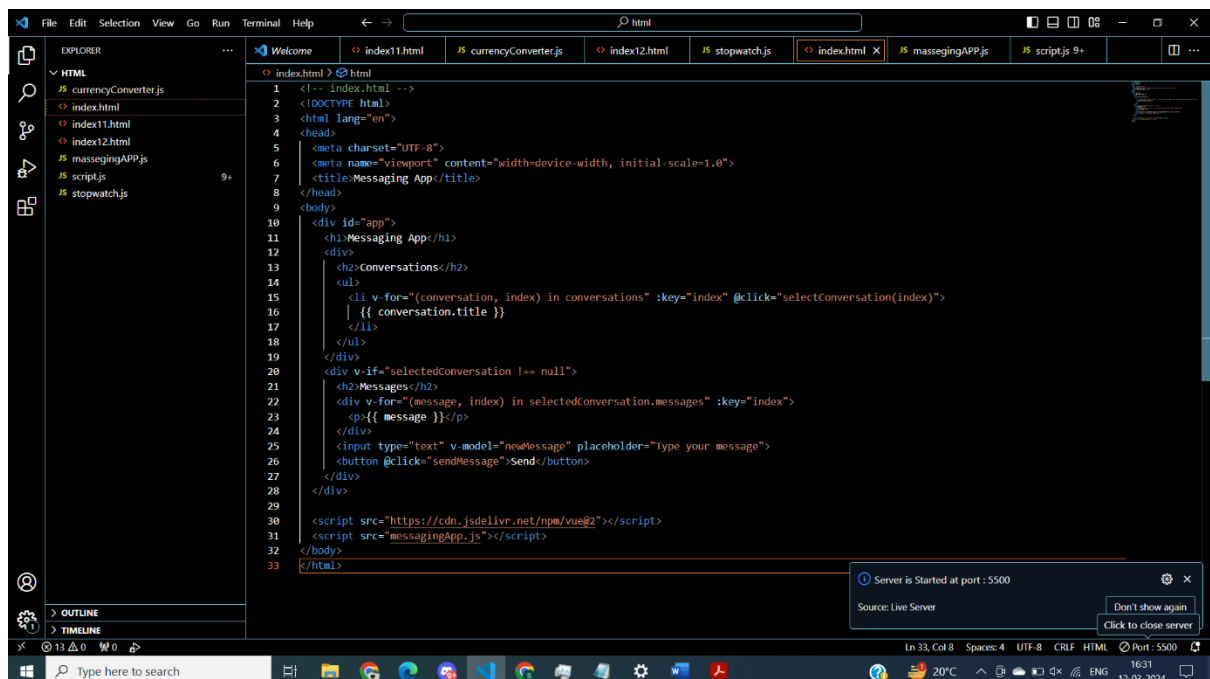 File Edit Selection View Go Run Terminal Help
html
EXPLORER
Welcome
index11.html
JS currencyConverter.js
index12.html
JS stopwatch.js
index.html
JS massegingAPP.js
JS script.js 9+
HTML
JS currencyConverter.js
index.html
index11.html
index12.html
JS massegingAPP.js
JS script.js 9+
JS stopwatch.js
index.html > html
1 <!-- index.html -->
2 <!DOCTYPE html>
3 <html lang="en">
4 <head>
5 <meta charset="UTF-8">
6 <meta name="viewport" content="width=device-width, initial-scale=1.0">
7 <title>Messaging App</title>
8 </head>
9 <body>
10 <div id="app">
11 <h1>Messaging App</h1>
12 <div>
13 <h2>Conversations</h2>
14 <ul>
15 <li v-for="(conversation, index) in conversations" :key="index" @click="selectConversation(index)">
16 {{ conversation.title }}
17 </li>
18 </ul>
19 </div>
20 <div v-if="selectedConversation !== null">
21 <h2>Messages</h2>
22 <div v-for="(message, index) in selectedConversation.messages" :key="index">
23 <p>{{ message }}</p>
24 </div>
25 <input type="text" v-model="newMessage" placeholder="Type your message">
26 <button @click="sendMessage">Send</button>
27 </div>
28 </div>
29
30 <script src="https://cdn.jsdelivr.net/npm/vue@2"></script>
31 <script src="messagingApp.js"></script>
32 </body>
33 </html>
Server is Started at port : 5500
Source: Live Server
Don't show again
Click to close server
OUTLINE
TIMELINE
13 0 0
Ln 33, Col 8 Spaces: 4 UTF-8 CRLF HTML Port : 5500
Type here to search
20°C
ENG
16:31
12-03-2024